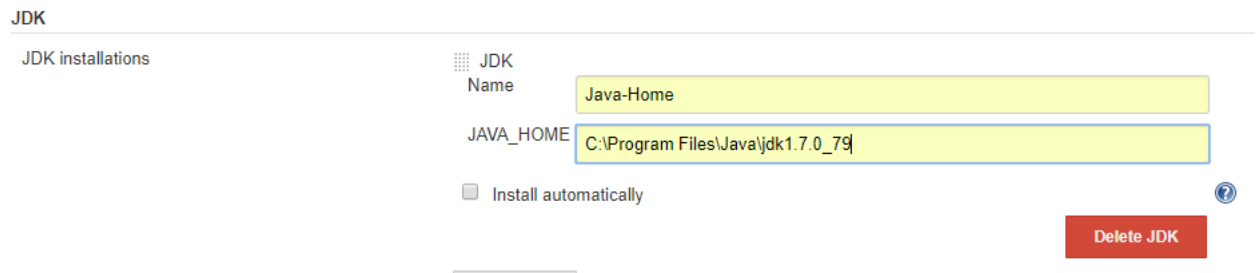 JDK
JDK installations
JDK
Name
Java-Home
JAVA_HOME
C:\Program Files\Java\jdk1.7.0_79
Install automatically
?
Delete JDK